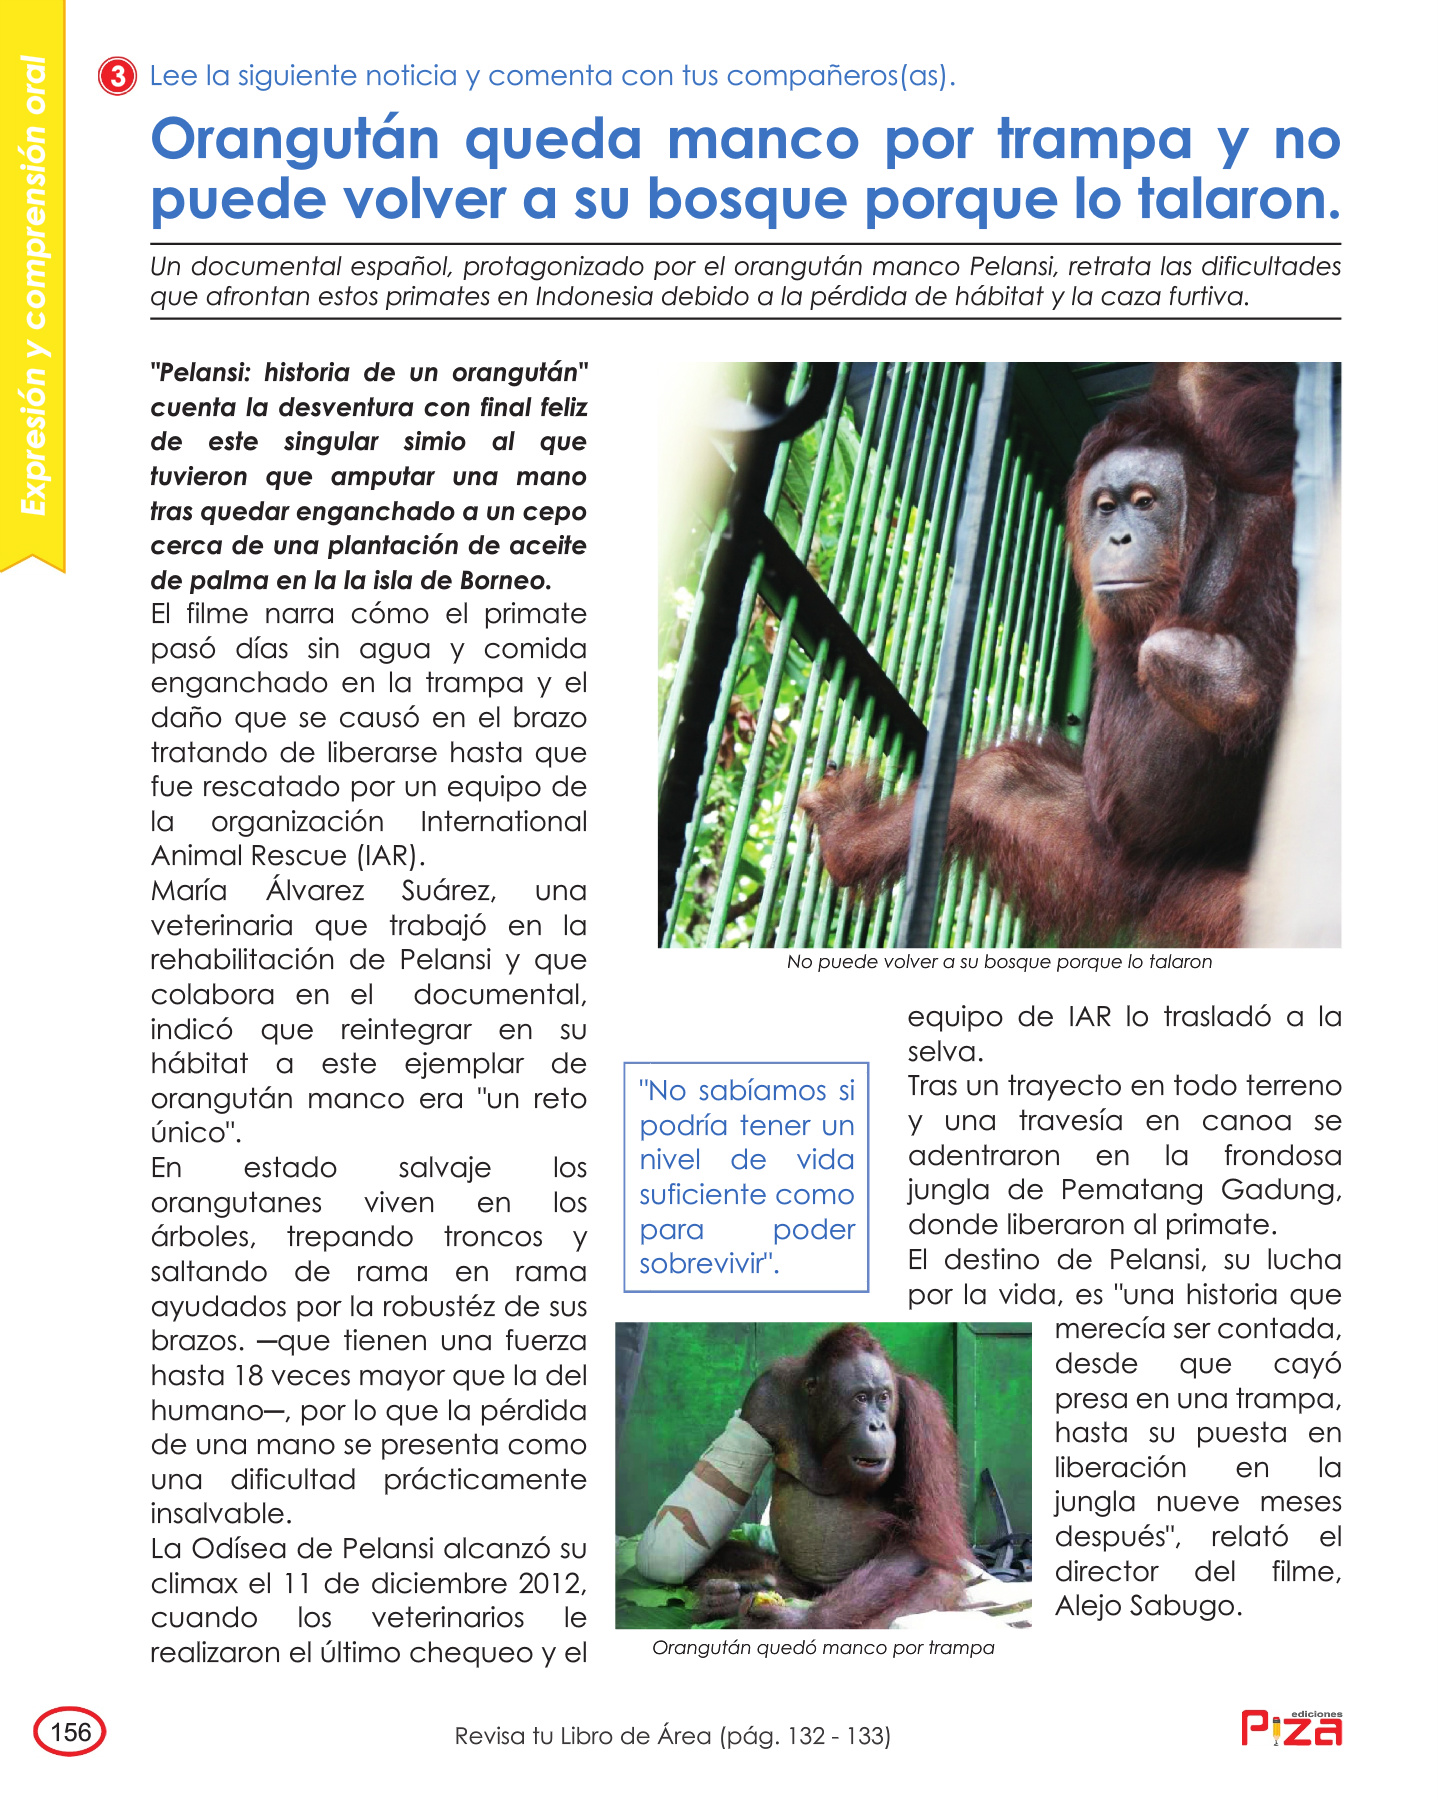 Expresión y comprensión oral
3 Lee la siguiente noticia y comenta con tus compañeros(as).
Orangután queda manco por trampa y no
puede volver a su bosque porque lo talaron.
Un documental español, protagonizado por el orangután manco Pelansi, retrata las dificultades
que afrontan estos primates en Indonesia debido a la pérdida de hábitat y la caza furtiva.
"Pelansi: historia de un orangután"
cuenta la desventura con final feliz
de este singular simio al que
tuvieron que amputar una mano
tras quedar enganchado a un cepo
cerca de una plantación de aceite
de palma en la la isla de Borneo.
El filme narra cómo el primate
pasó días sin agua y comida
enganchado en la trampa y el
daño que se causó en el brazo
tratando de liberarse hasta que
fue rescatado por un equipo de
la organización International
Animal Rescue (IAR).
María Álvarez Suárez, una
veterinaria que trabajó en la
rehabilitación de Pelansi y que
colabora en el documental,
indicó que reintegrar en su
hábitat a este ejemplar de
orangután manco era "un reto
único".
En estado salvaje los
orangutanes viven en los
árboles, trepando troncos y
saltando de rama en rama
ayudados por la robustéz de sus
brazos. —que tienen una fuerza
hasta 18 veces mayor que la del
humano—, por lo que la pérdida
de una mano se presenta como
una dificultad prácticamente
insalvable.
La Odísea de Pelansi alcanzó su
climax el 11 de diciembre 2012,
cuando los veterinarios le
realizaron el último chequeo y el
No puede volver a su bosque porque lo talaron
"No sabíamos si
podría tener un
nivel de vida
suficiente como
para poder
sobrevivir".
equipo de IAR lo trasladó a la
selva.
Tras un trayecto en todo terreno
y una travesía en canoa se
adentraron en la frondosa
jungla de Pematang Gadung,
donde liberaron al primate.
El destino de Pelansi, su lucha
por la vida, es "una historia que
merecía ser contada,
desde que cayó
presa en una trampa,
hasta su puesta en
liberación en la
jungla nueve meses
después", relató el
director del filme,
Alejo Sabugo.
Orangután quedó manco por trampa
156
Revisa tu Libro de Área (pág. 132 - 133)
ediciones
Piza